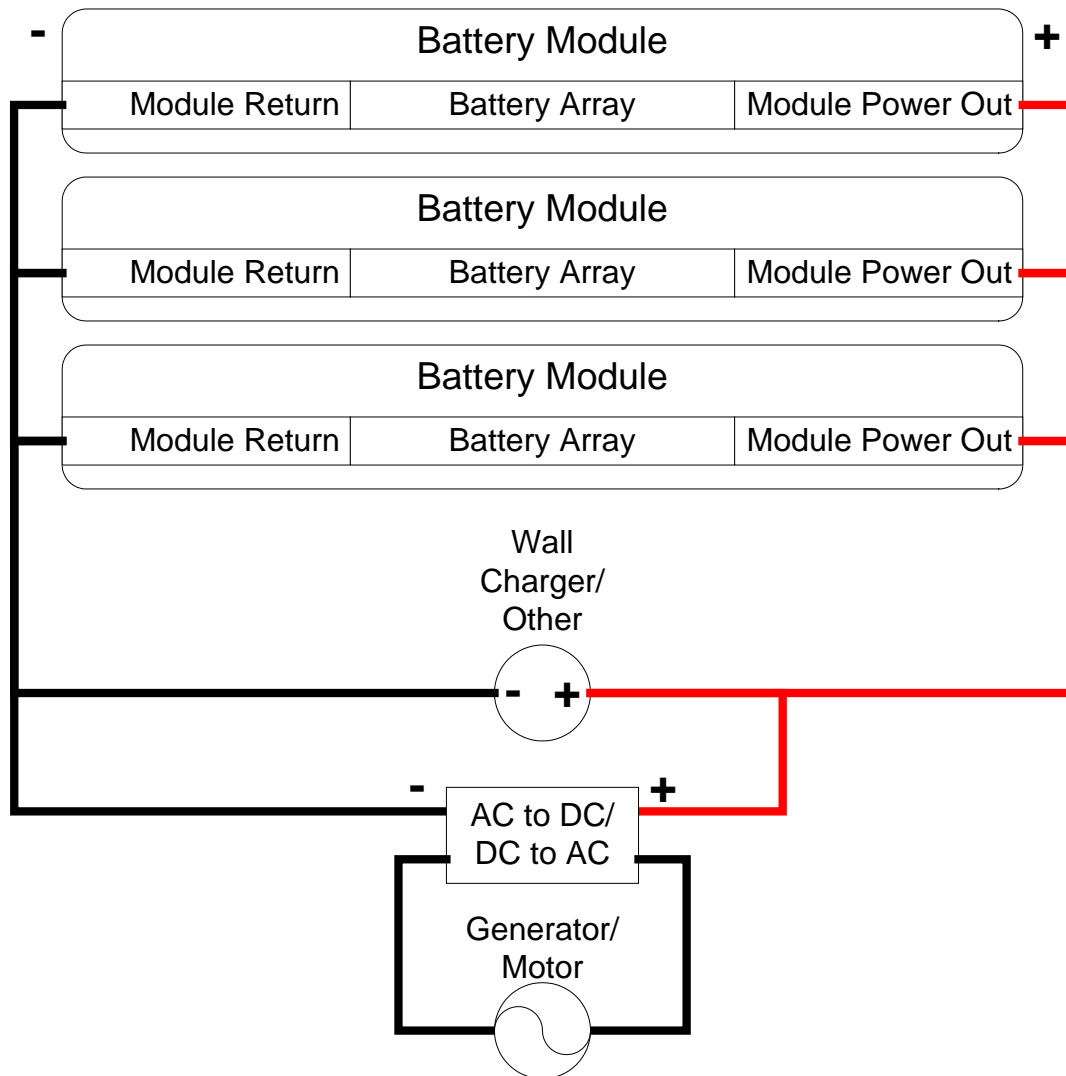 - Battery Module +
Module Return Battery Array Module Power Out
Battery Module
Module Return Battery Array Module Power Out
Battery Module
Module Return Battery Array Module Power Out
Wall
Charger/
Other
- +
- +
AC to DC/
DC to AC
Generator/
Motor